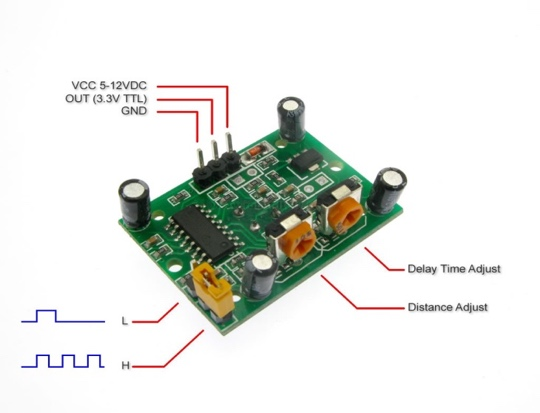 VCC 5-12VDC
OUT (3.3V TTL)
GND
Delay Time Adjust
Distance Adjust
L
H